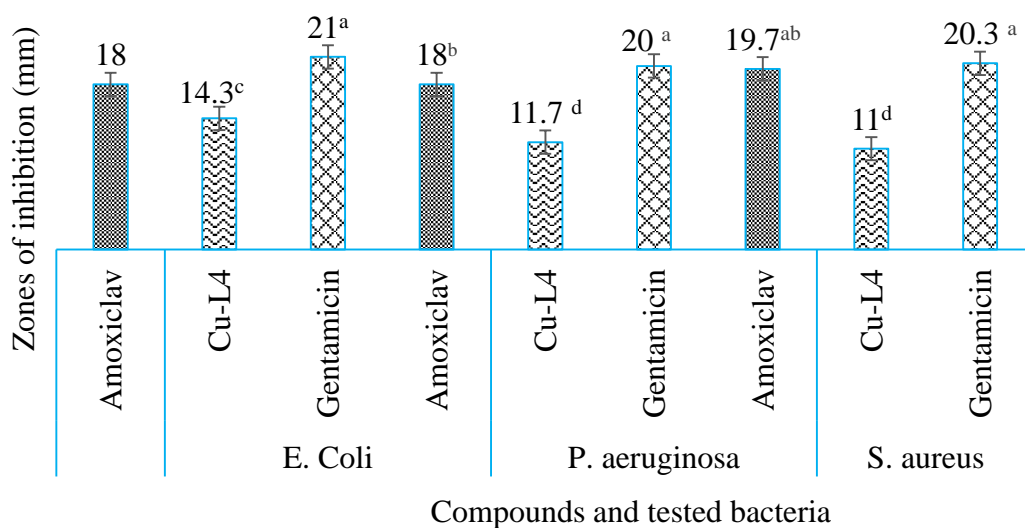 Zones of inhibition (mm)
18
14.3ᶜ
21ᵃ
18ᵇ
11.7 ᵈ
20 ᵃ
19.7ᵃᵇ
11ᵈ
20.3 ᵃ
Amoxiclav
Cu-L4
Gentamicin
Amoxiclav
Cu-L4
Gentamicin
Amoxiclav
Cu-L4
Gentamicin
E. Coli
P. aeruginosa
S. aureus
Compounds and tested bacteria